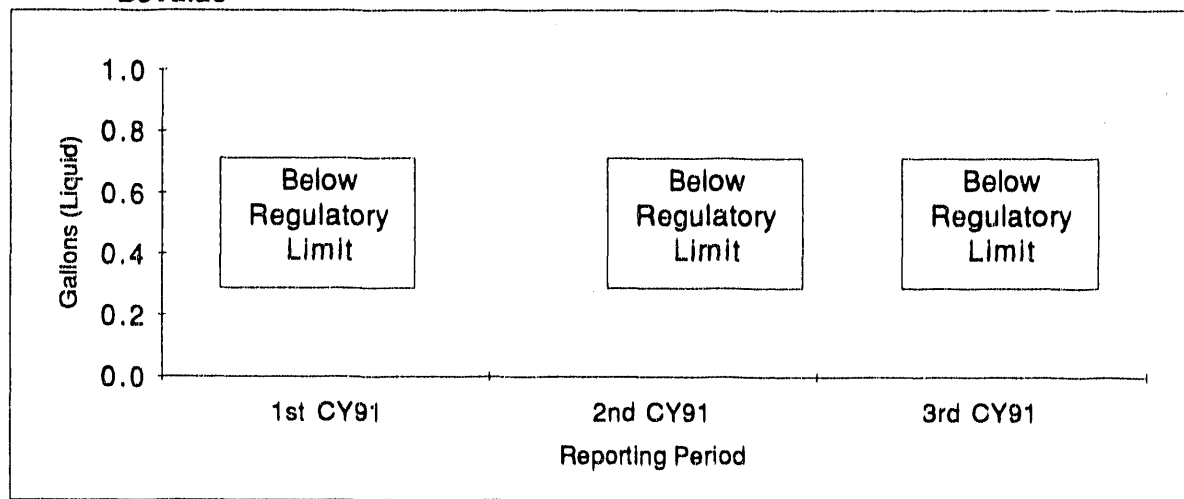 1.0
0.8
0.6
0.4
0.2
0.0
Gallons (Liquid)
Below
Regulatory
Limit
Below
Regulatory
Limit
Below
Regulatory
Limit
1st CY91
2nd CY91
3rd CY91
Reporting Period